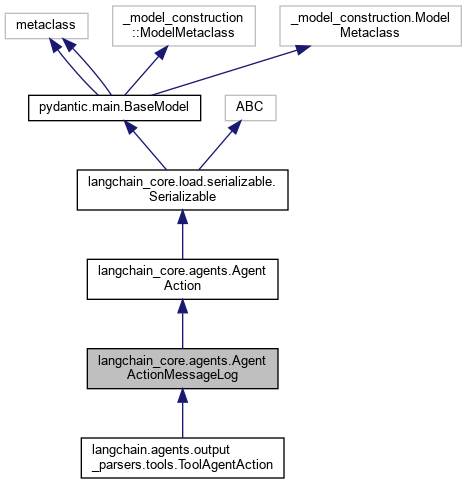 metaclass
_model_construction
::ModelMetaclass
_model_construction.Model
Metaclass
pydantic.main.BaseModel
ABC
langchain_core.load.serializable.
Serializable
langchain_core.agents.Agent
Action
langchain_core.agents.Agent
ActionMessageLog
langchain.agents.output
_parsers.tools.ToolAgentAction